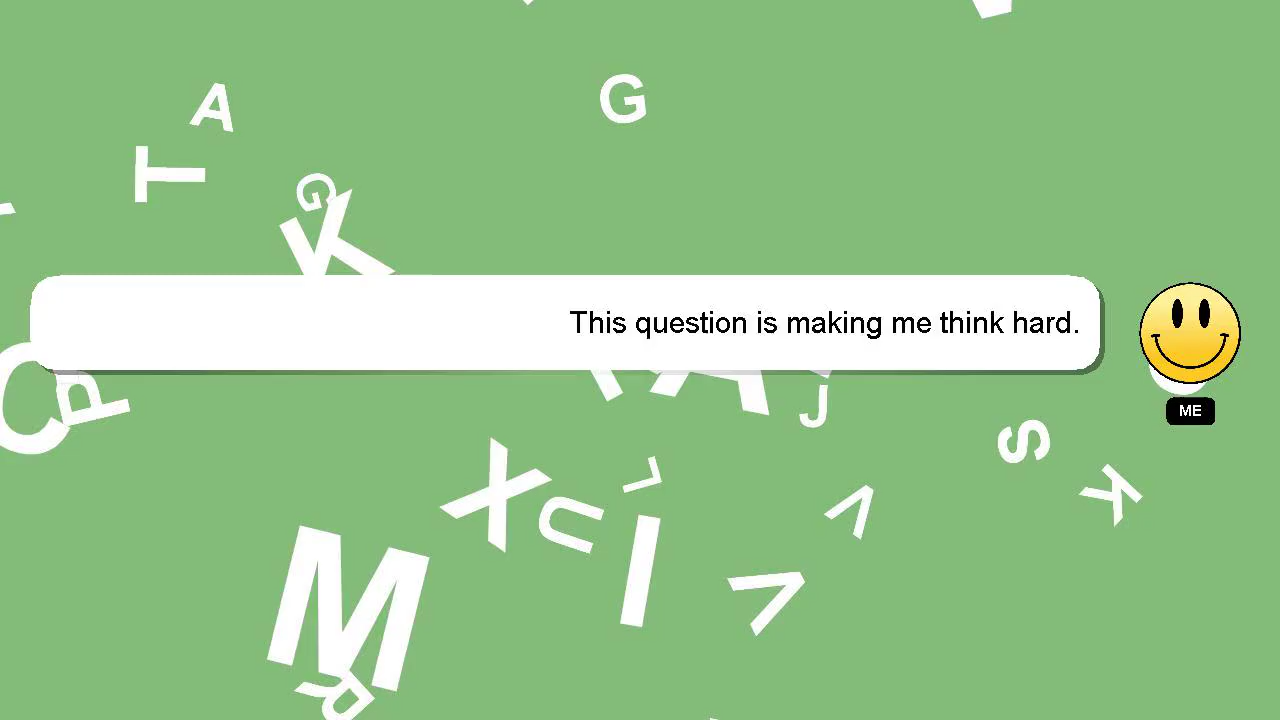 A
G
T
G
K
This question is making me think hard.
C
P
A
J
ME
S
X
L
K
U
I
V
V
M
R